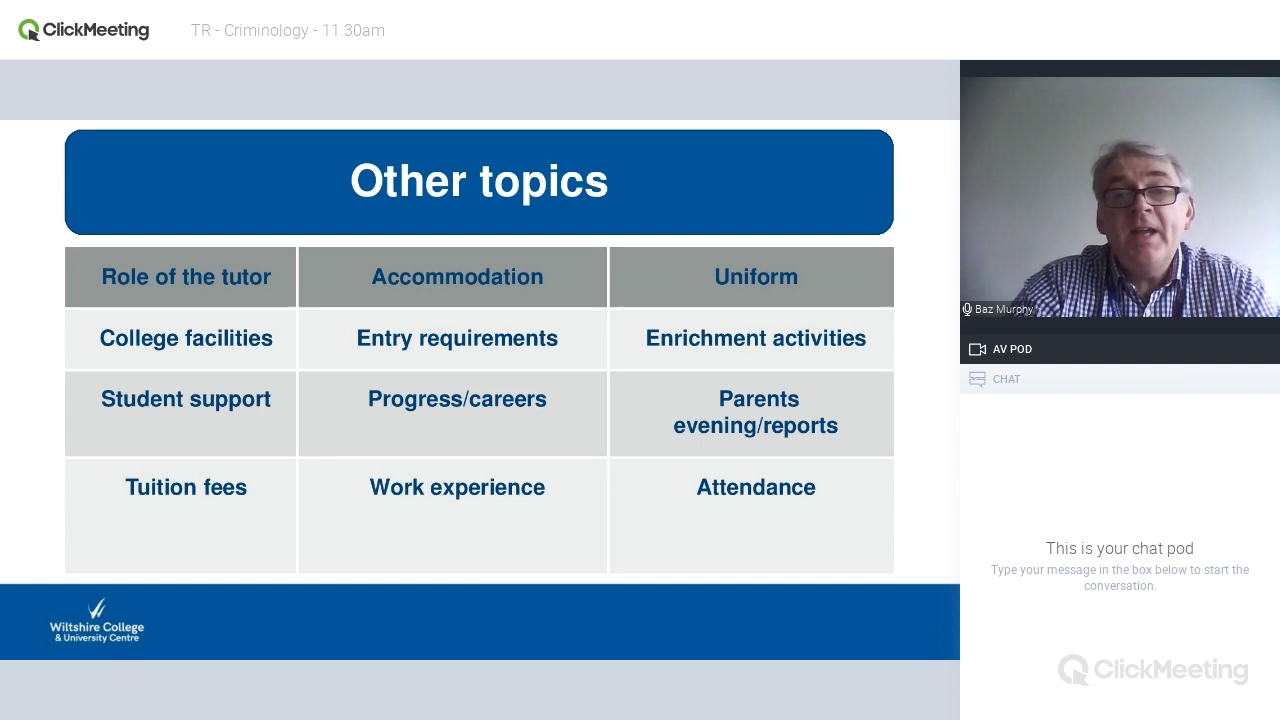 ClickMeeting
TR - Criminology - 11.30am
Other topics
Role of the tutor
Accommodation
Uniform
College facilities
Entry requirements
Enrichment activities
Student support
Progress/careers
Parents
evening/reports
Tuition fees
Work experience
Attendance
Wiltshire College
& University Centre
Baz Murphy
AV POD
CHAT
This is your chat pod
Type your message in the box below to start the
conversation.
ClickMeeting